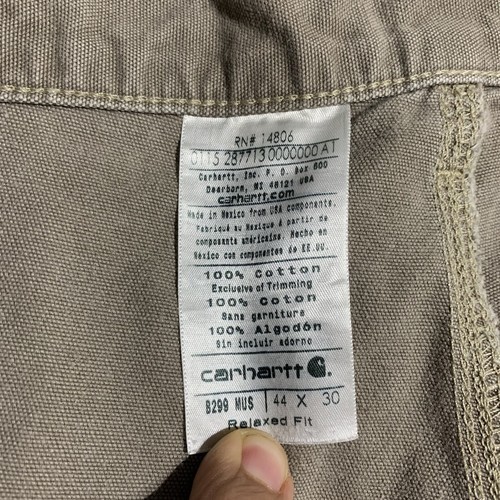 RN# 14806
0115 287713 0000000 A1
Carhartt, Inc. P. O. Box 600
Dearborn, MI 48121 USA
carhartt.com
Made in Mexico from USA components.
Fabriqué au Mexique à partir de
composants américains. Hecho en
México con componentes de EE.UU.
100% Cotton
Exclusive of Trimming
100% Coton
Sans garniture
100% Algodón
Sin incluir adorno
carhartt
B299 MUS 44 X 30
Relaxed Fit